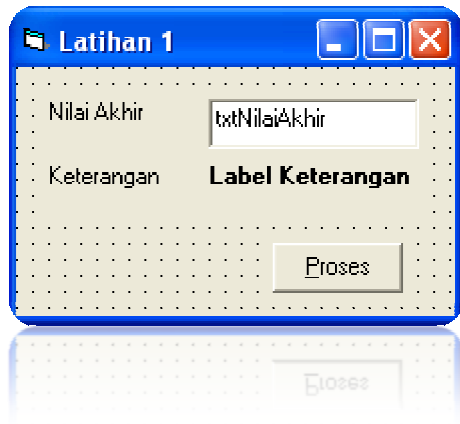 Latihan 1
Nilai Akhir txtNilaiAkhir
Keterangan Label Keterangan
Proses